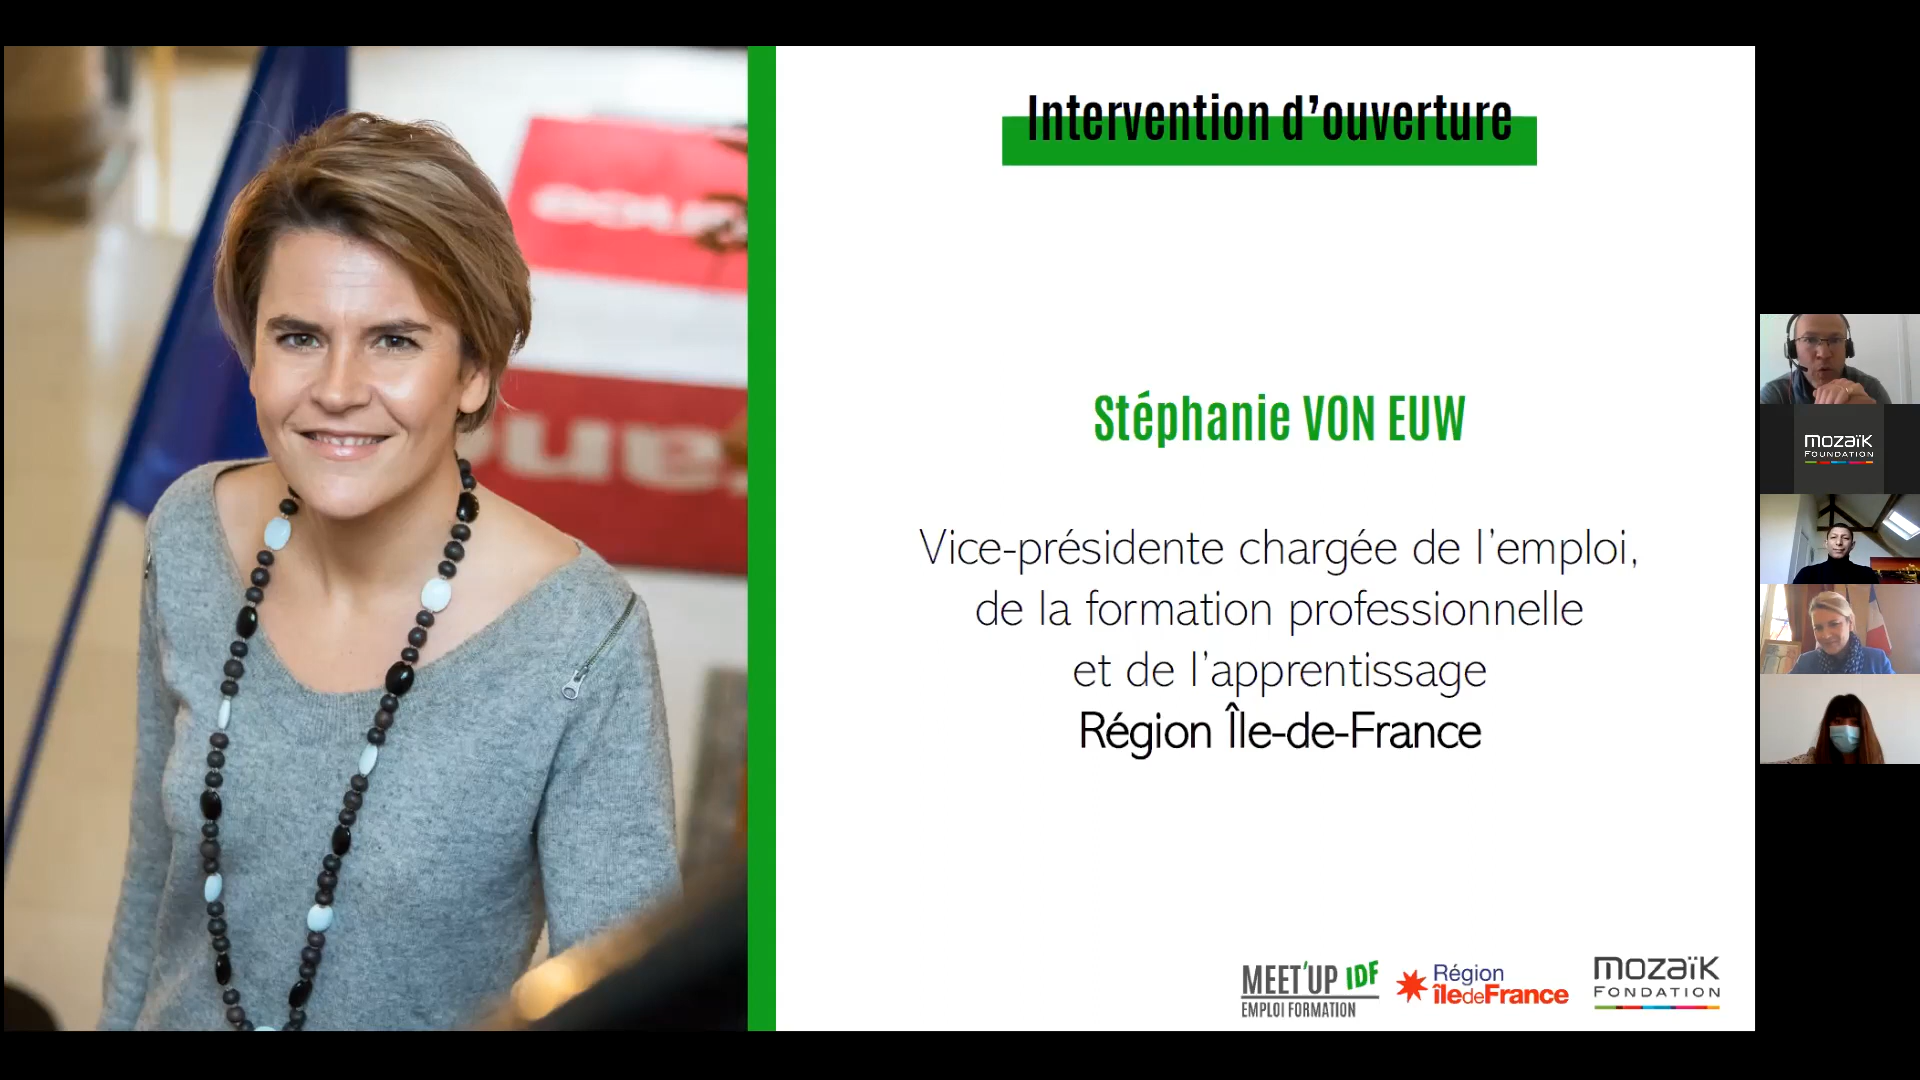 Intervention d’ouverture
Stéphanie VON EUW
Vice-présidente chargée de l’emploi,
de la formation professionnelle
et de l’apprentissage
Région Île-de-France
MEET'UP IDF
EMPLOI FORMATION
Région
îledeFrance
mozaïk
FOUNDATION
mozaïk
FONDATION